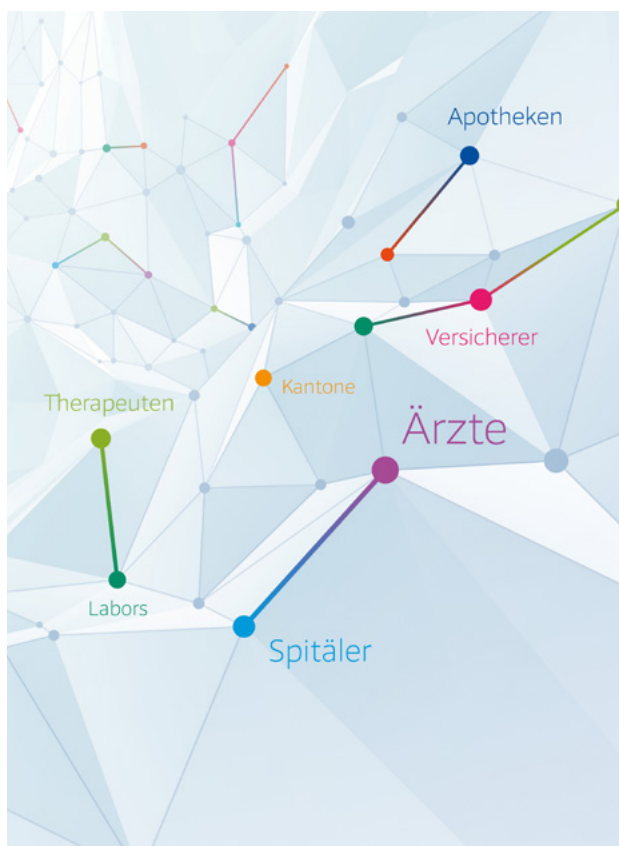 Apotheken
Versicherer
Kantone
Therapeuten
Ärzte
Labors
Spitäler